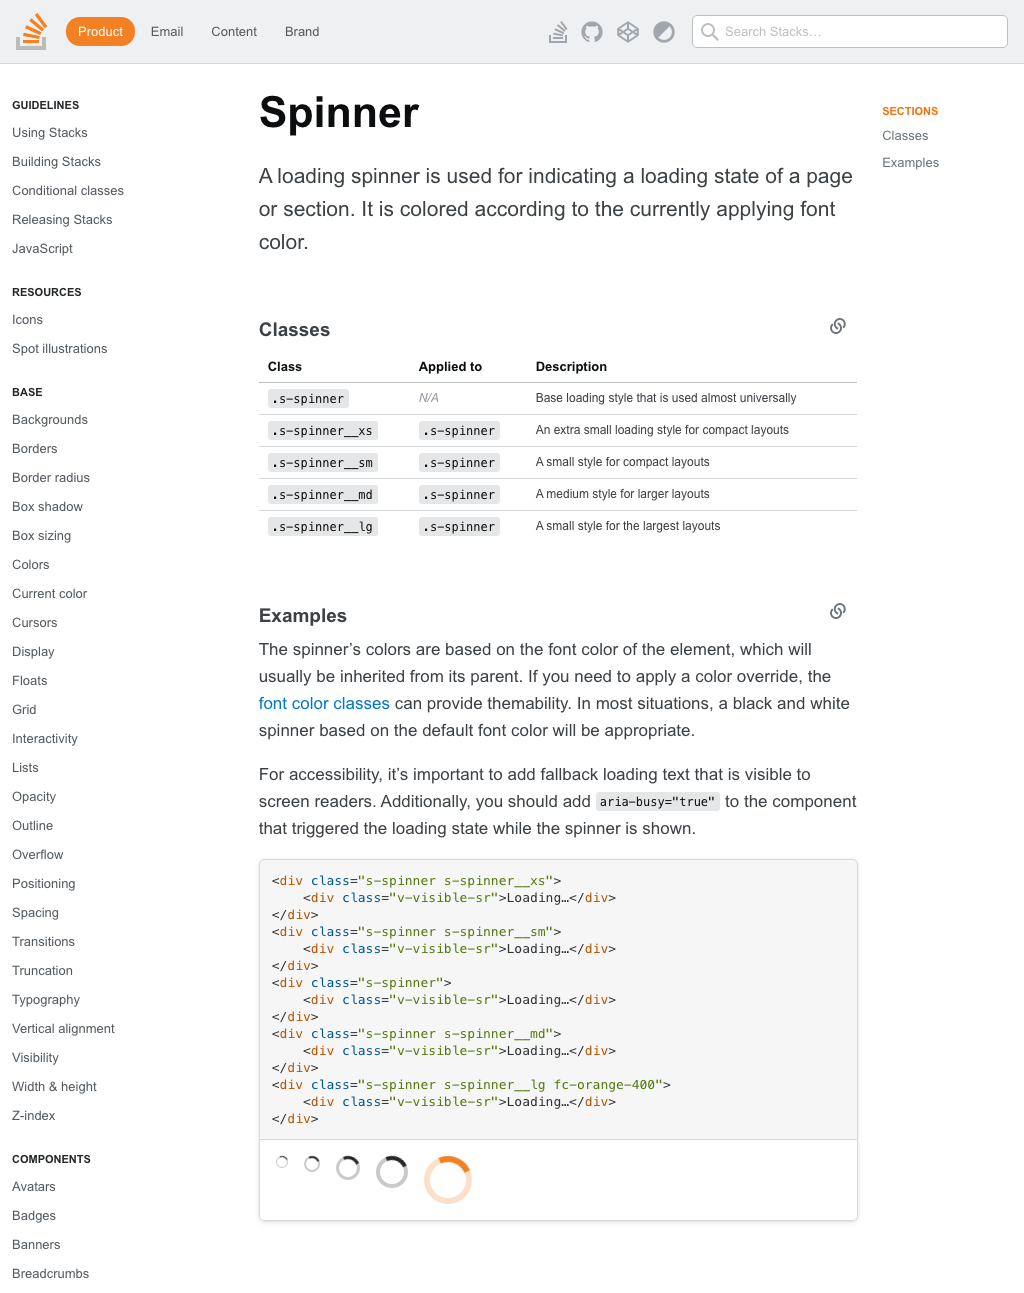 Product
Email
Content
Brand
Search Stacks...
GUIDELINES
Using Stacks
Building Stacks
Conditional classes
Releasing Stacks
JavaScript
RESOURCES
Icons
Spot illustrations
BASE
Backgrounds
Borders
Border radius
Box shadow
Box sizing
Colors
Current color
Cursors
Display
Floats
Grid
Interactivity
Lists
Opacity
Outline
Overflow
Positioning
Spacing
Transitions
Truncation
Typography
Vertical alignment
Visibility
Width & height
Z-index
COMPONENTS
Avatars
Badges
Banners
Breadcrumbs
Spinner
A loading spinner is used for indicating a loading state of a page
or section. It is colored according to the currently applying font
color.
Classes
Class Applied to Description
.s-spinner N/A Base loading style that is used almost universally
.s-spinner__xs .s-spinner An extra small loading style for compact layouts
.s-spinner__sm .s-spinner A small style for compact layouts
.s-spinner__md .s-spinner A medium style for larger layouts
.s-spinner__lg .s-spinner A small style for the largest layouts
Examples
The spinner’s colors are based on the font color of the element, which will
usually be inherited from its parent. If you need to apply a color override, the
font color classes can provide themability. In most situations, a black and white
spinner based on the default font color will be appropriate.
For accessibility, it’s important to add fallback loading text that is visible to
screen readers. Additionally, you should add aria-busy="true" to the component
that triggered the loading state while the spinner is shown.
<div class="s-spinner s-spinner__xs">
    <div class="v-visible-sr">Loading…</div>
</div>
<div class="s-spinner s-spinner__sm">
    <div class="v-visible-sr">Loading…</div>
</div>
<div class="s-spinner">
    <div class="v-visible-sr">Loading…</div>
</div>
<div class="s-spinner s-spinner__md">
    <div class="v-visible-sr">Loading…</div>
</div>
<div class="s-spinner s-spinner__lg fc-orange-400">
    <div class="v-visible-sr">Loading…</div>
</div>
SECTIONS
Classes
Examples